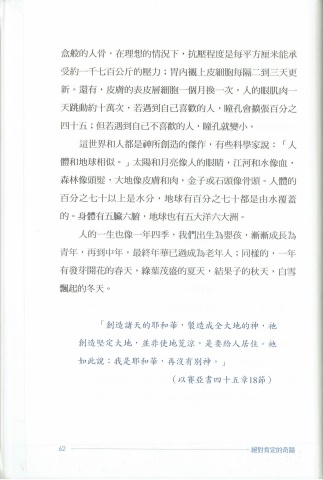 盒般的人骨，在理想的情況下，抗壓程度是每平方厘米能承
受約一千七百公斤的壓力；胃內襯上皮細胞每隔二到三天更
新。還有，皮膚的表皮層細胞一個月換一次，人的眼肌肉一
天跳動約十萬次，若遇到自己喜歡的人，瞳孔會擴張百分之
四十五；但若遇到自己不喜歡的人，瞳孔就變小。
這世界和人都是神所創造的傑作，有些科學家說：「人
體和地球相似。」太陽和月亮像人的眼睛，江河和水像血，
森林像頭髮，大地像皮膚和肉，金子或石頭像骨頭。人體的
百分之七十以上是水分，地球有百分之七十都是由水覆蓋
的。身體有五臟六腑，地球也有五大洋六大洲。
人的一生也像一年四季，我們出生為嬰孩，漸漸成長為
青年，再到中年，最終年華已過成為老年人；同樣的，一年
有發芽開花的春天，綠葉茂盛的夏天，結果子的秋天，白雪
飄起的冬天。
「創造諸天的耶和華，製造成全大地的神，祂
創造堅定大地，並非使地荒涼，是要給人居住。祂
如此說：我是耶和華，再沒有別神。」
（以賽亞書四十五章18節）
62
絕對肯定的奇蹟